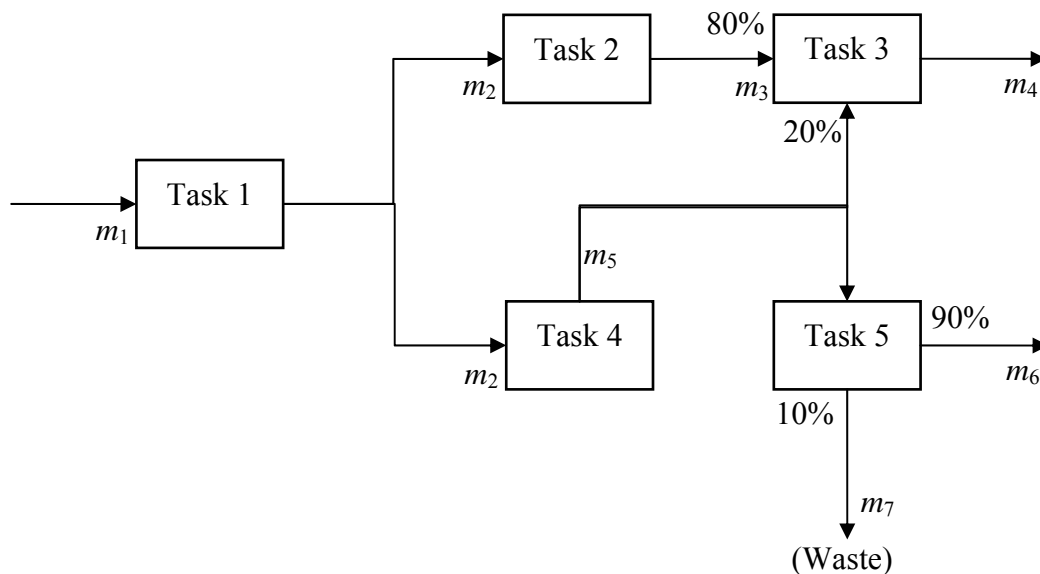 80%
Task 2
Task 3
m2
m3
m4
20%
Task 1
m1
m5
Task 4
Task 5
90%
m2
m6
10%
m7
(Waste)